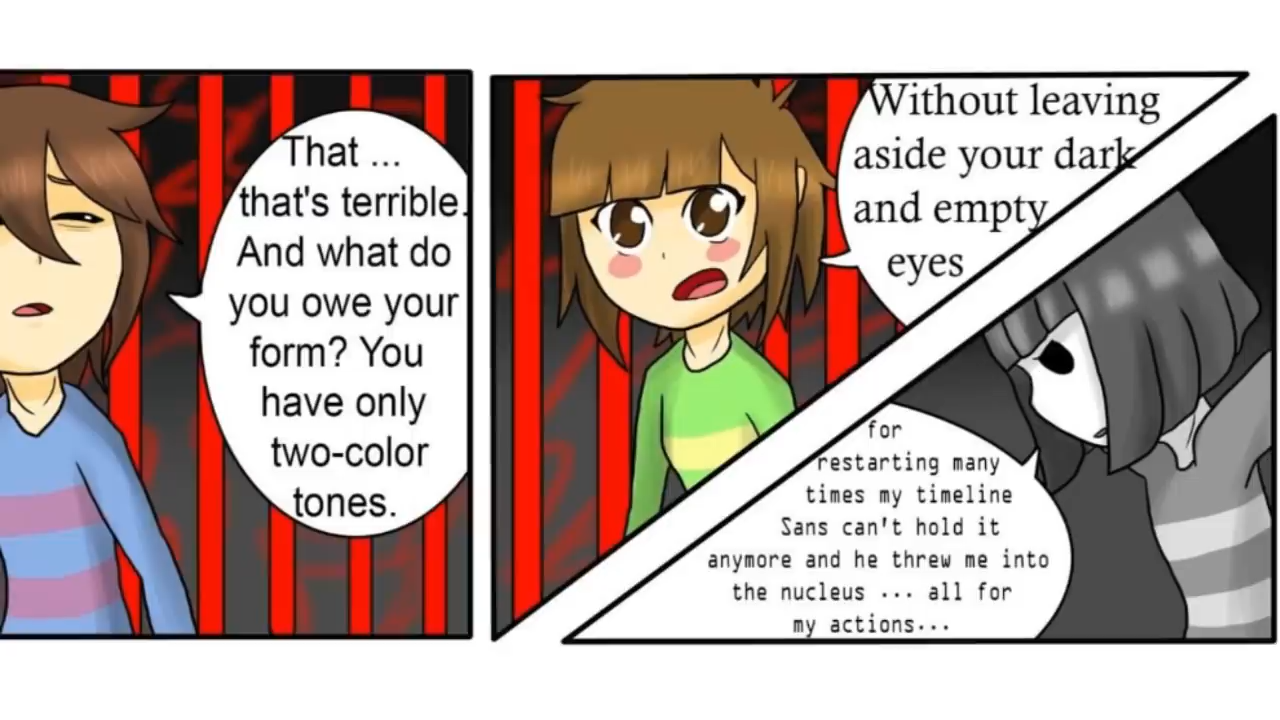 That ...
that's terrible.
And what do
you owe your
form? You
have only
two-color
tones.
Without leaving
aside your dark
and empty
eyes
for
restarting many
times my timeline
Sans can't hold it
anymore and he threw me into
the nucleus ... all for
my actions...